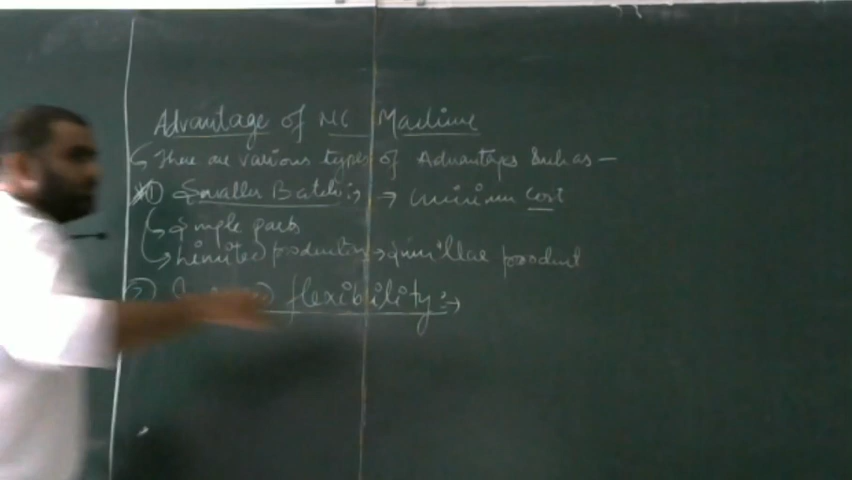 Advantage of NC Machine
↳ There are various types of Advantages Such as —
① Smaller Batch :→ → minimum cost
↳ Simple parts
↳ Limited production → similar product
② flexibility :→